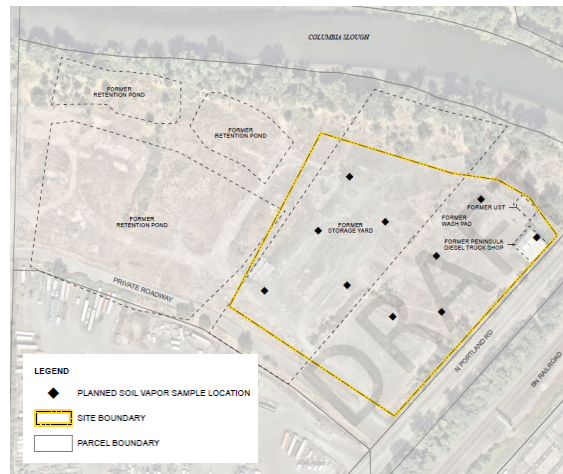 COLUMBIA SLOUGH
FORMER
RETENTION POND
FORMER
RETENTION POND
FORMER
RETENTION POND
FORMER
STORAGE YARD
FORMER UST
FORMER
WASH PAD
FORMER PENINSULA
DIESEL TRUCK SHOP
PRIVATE ROADWAY
N PORTLAND RD
BN RAILROAD
DRAFT
LEGEND
PLANNED SOIL VAPOR SAMPLE LOCATION
SITE BOUNDARY
PARCEL BOUNDARY